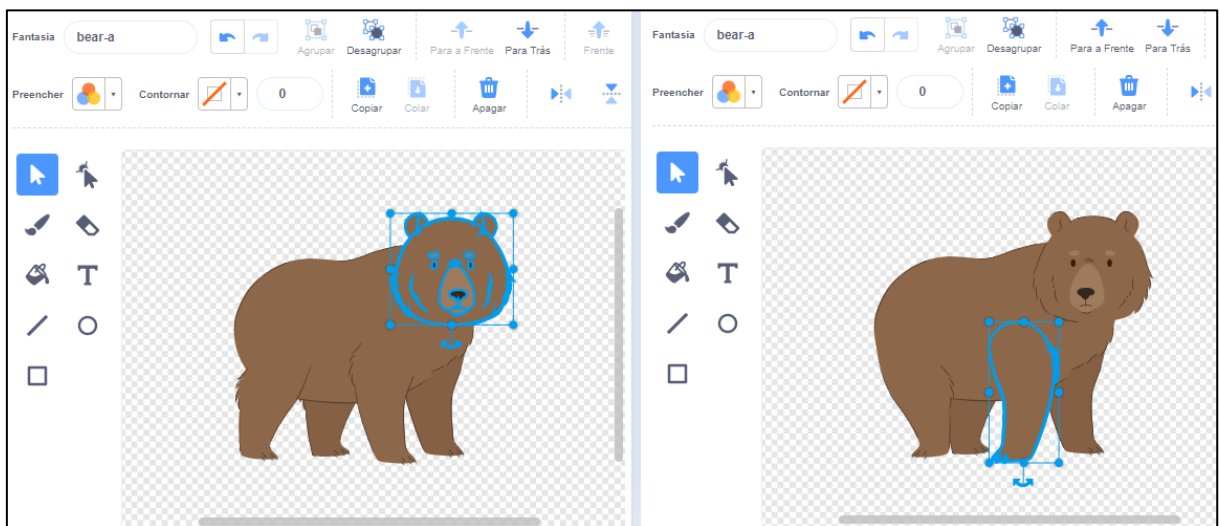 Fantasia bear-a Agrupar Desagrupar Para a Frente Para Trás Frente
Preencher Contornar 0 Copiar Colar Apagar
T
Fantasia bear-a Agrupar Desagrupar Para a Frente Para Trás
Preencher Contornar 0 Copiar Colar Apagar
T